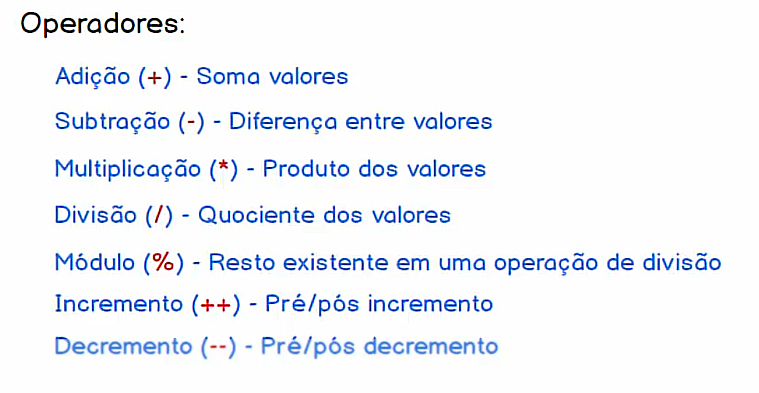 Operadores:
Adição (+) - Soma valores
Subtração (-) - Diferença entre valores
Multiplicação (*) - Produto dos valores
Divisão (/) - Quociente dos valores
Módulo (%) - Resto existente em uma operação de divisão
Incremento (++) - Pré/pós incremento
Decremento (--) - Pré/pós decremento